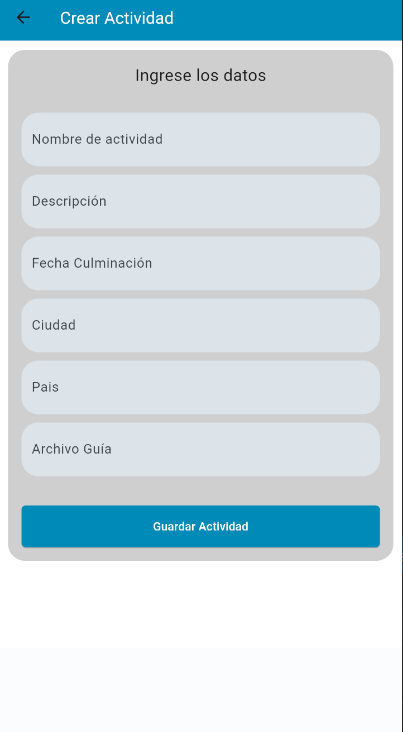 Crear Actividad
Ingrese los datos
Nombre de actividad
Descripción
Fecha Culminación
Ciudad
Pais
Archivo Guía
Guardar Actividad